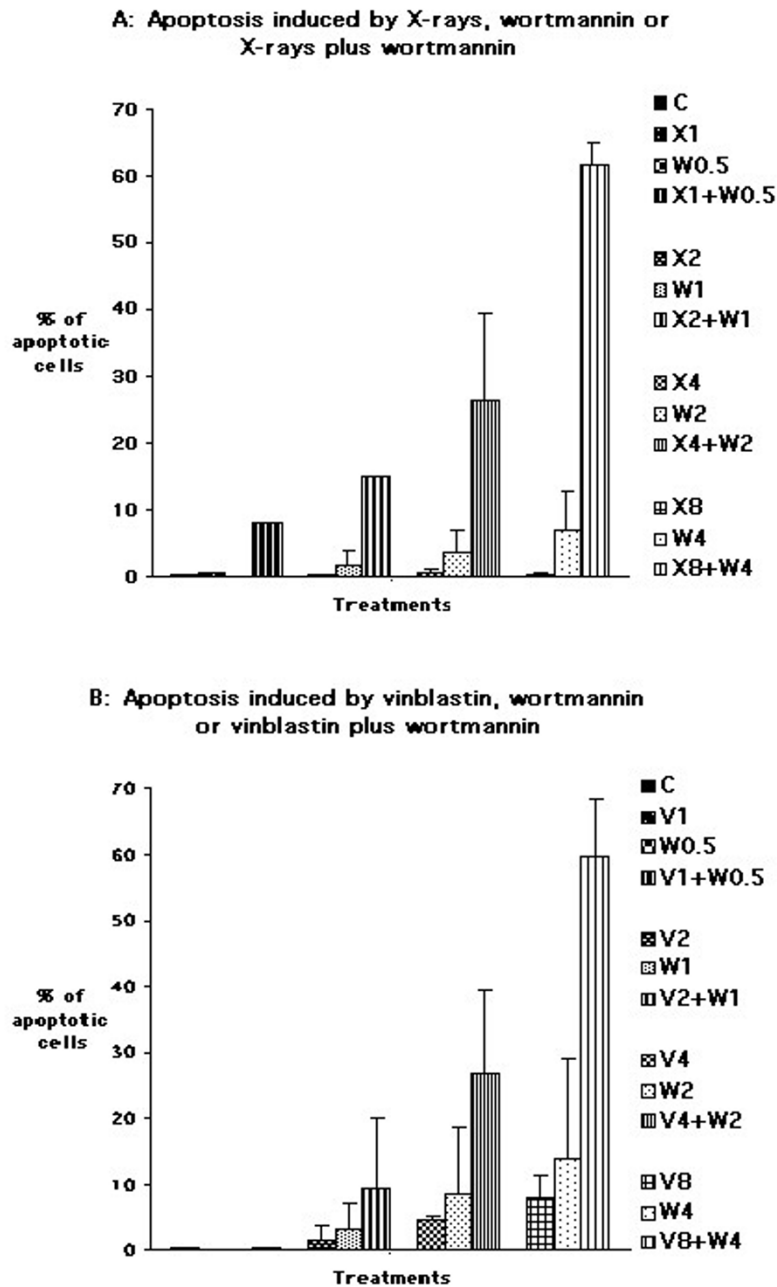 A: Apoptosis induced by X-rays, wortmannin or
X-rays plus wortmannin
70
60
50
40
30
20
10
0
% of
apoptotic
cells
Treatments
C
X1
W0.5
X1+W0.5
X2
W1
X2+W1
X4
W2
X4+W2
X8
W4
X8+W4
B: Apoptosis induced by vinblastin, wortmannin
or vinblastin plus wortmannin
70
60
50
40
30
20
10
0
% of
apoptotic
cells
Treatments
C
V1
W0.5
V1+W0.5
V2
W1
V2+W1
V4
W2
V4+W2
V8
W4
V8+W4